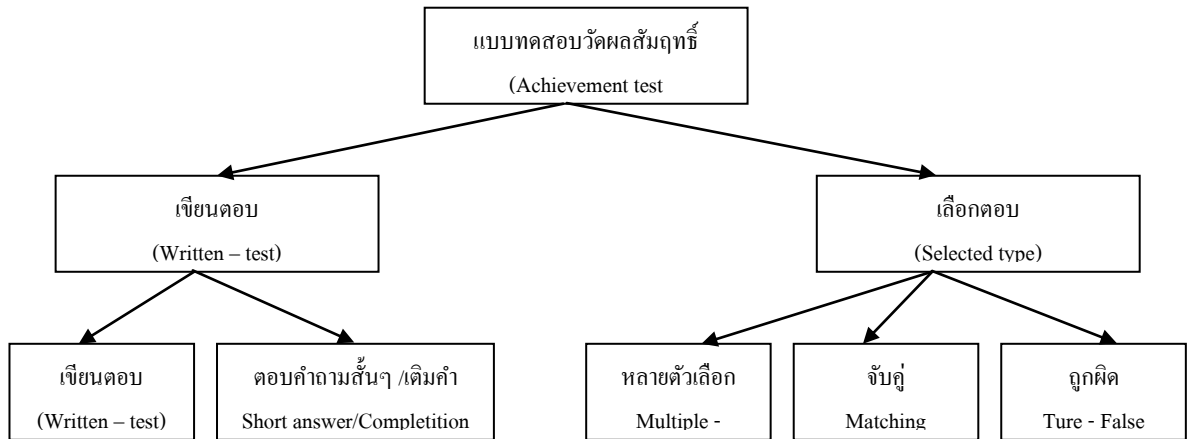 แบบทดสอบวัดผลสัมฤทธิ์
(Achievement test
เขียนตอบ
(Written – test)
เลือกตอบ
(Selected type)
เขียนตอบ
(Written – test)
ตอบคำถามสั้นๆ /เติมคำ
Short answer/Completition
หลายตัวเลือก
Multiple -
จับคู่
Matching
ถูกผิด
Ture - False